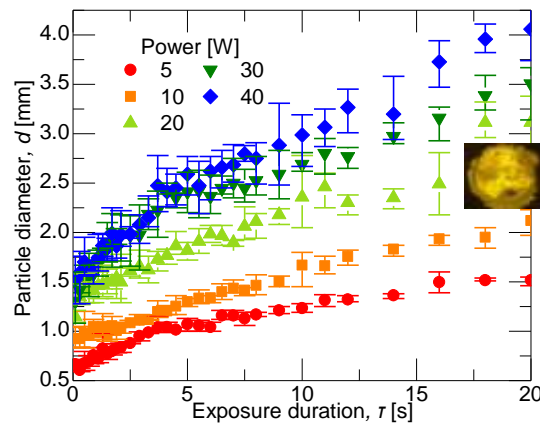 4.0
3.5
3.0
2.5
2.0
1.5
1.0
0.5
Particle diameter, d [mm]
Power [W]
5 30
10 40
20
0 5 10 15 20
Exposure duration, τ [s]